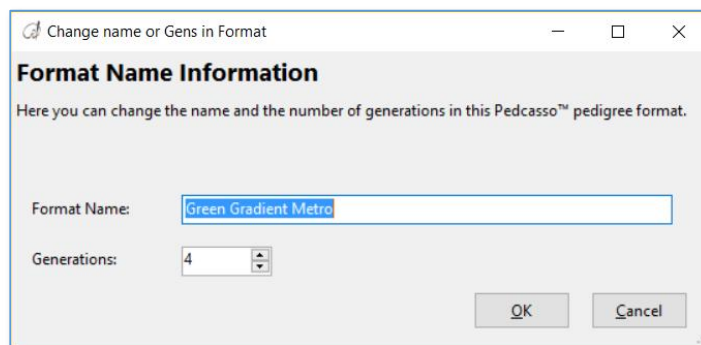 Change name or Gens in Format
Format Name Information
Here you can change the name and the number of generations in this Pedcasso™ pedigree format.
Format Name: Green Gradient Metro
Generations: 4
OK Cancel